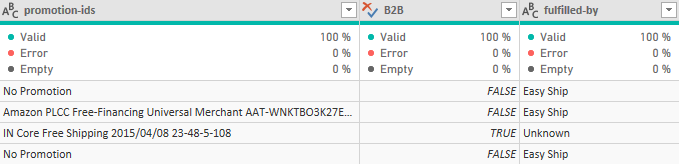 ABC promotion-ids B2B ABC fulfilled-by
Valid 100 % Valid 100 % Valid 100 %
Error 0 % Error 0 % Error 0 %
Empty 0 % Empty 0 % Empty 0 %
No Promotion FALSE Easy Ship
Amazon PLCC Free-Financing Universal Merchant AAT-WNKTBO3K27E... FALSE Easy Ship
IN Core Free Shipping 2015/04/08 23-48-5-108 TRUE Unknown
No Promotion FALSE Easy Ship